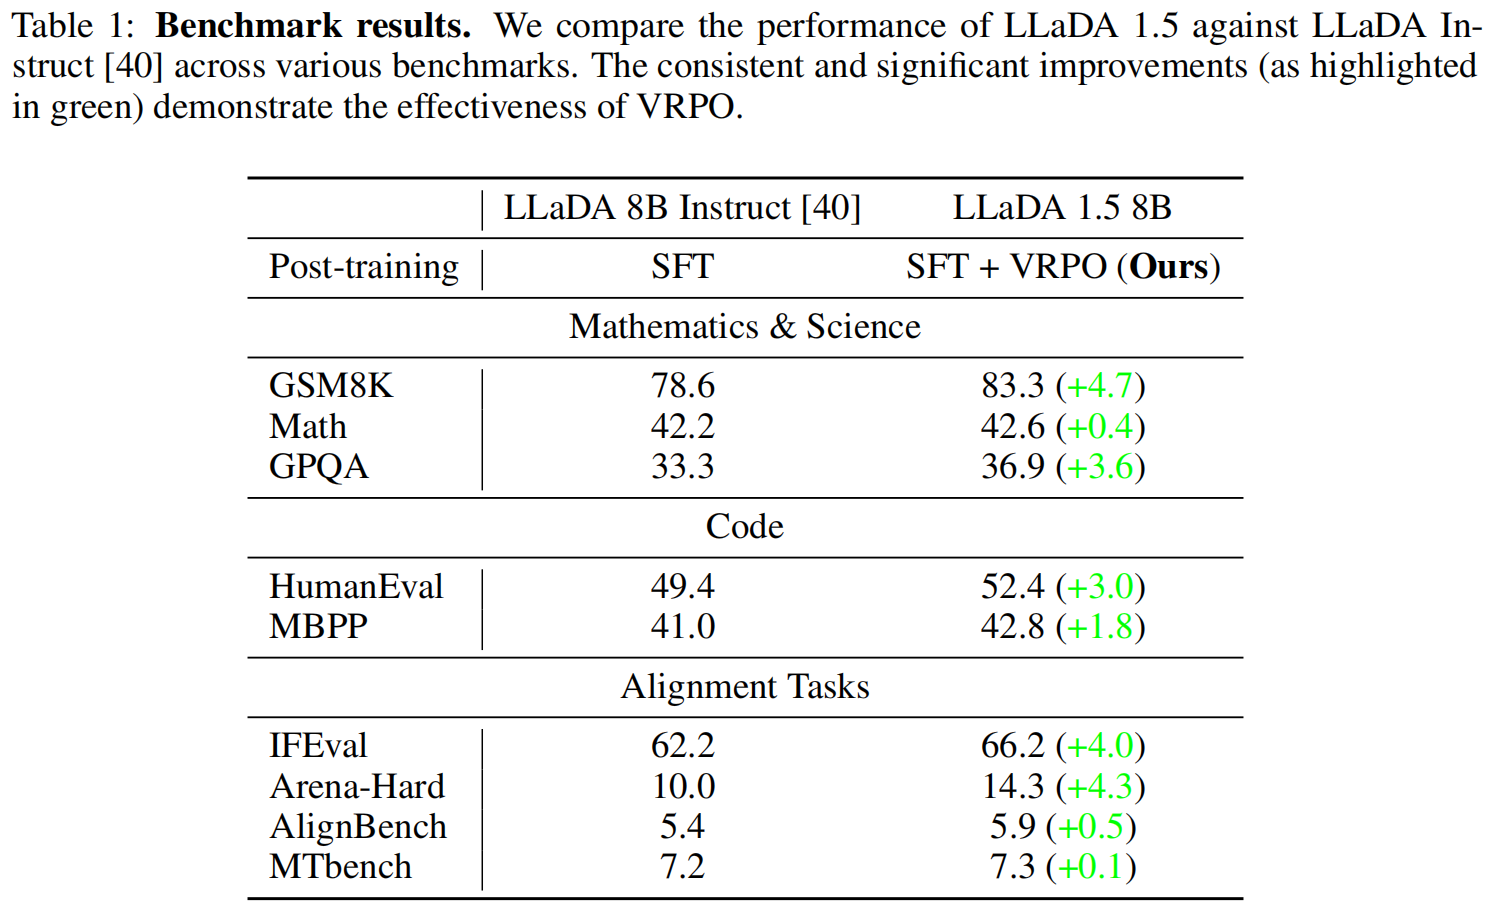 Table 1: Benchmark results. We compare the performance of LLaDA 1.5 against LLaDA In-
struct [40] across various benchmarks. The consistent and significant improvements (as highlighted
in green) demonstrate the effectiveness of VRPO.
LLaDA 8B Instruct [40] LLaDA 1.5 8B
Post-training SFT SFT + VRPO (Ours)
Mathematics & Science
GSM8K 78.6 83.3 (+4.7)
Math 42.2 42.6 (+0.4)
GPQA 33.3 36.9 (+3.6)
Code
HumanEval 49.4 52.4 (+3.0)
MBPP 41.0 42.8 (+1.8)
Alignment Tasks
IFEval 62.2 66.2 (+4.0)
Arena-Hard 10.0 14.3 (+4.3)
AlignBench 5.4 5.9 (+0.5)
MTbench 7.2 7.3 (+0.1)